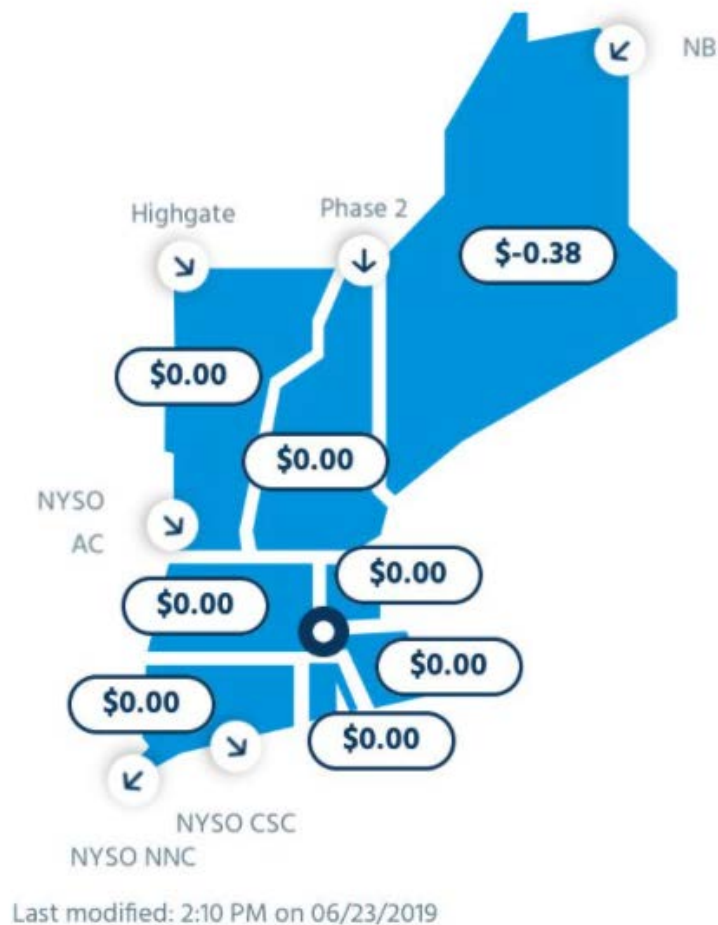 NB
Highgate
Phase 2
$-0.38
$0.00
$0.00
NYSO
AC
$0.00
$0.00
$0.00
$0.00
$0.00
NYSO CSC
NYSO NNC
Last modified: 2:10 PM on 06/23/2019